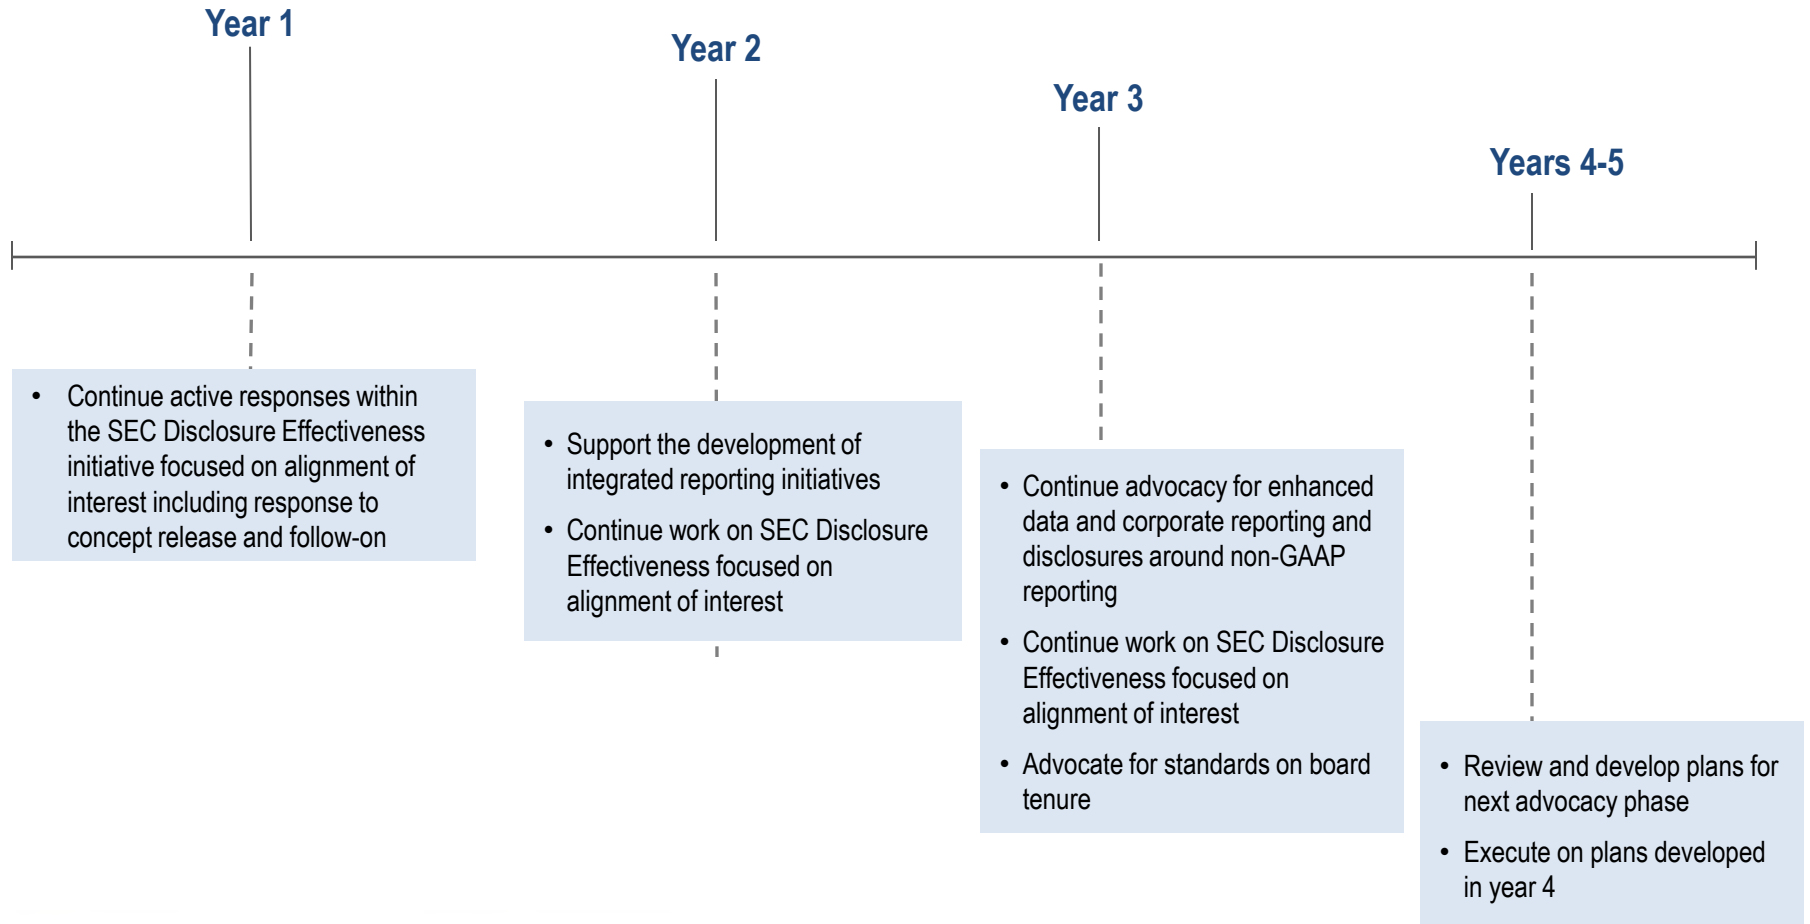 Year 1
Year 2
Year 3
Years 4-5
• Continue active responses within
the SEC Disclosure Effectiveness
initiative focused on alignment of
interest including response to
concept release and follow-on
• Support the development of
integrated reporting initiatives
• Continue work on SEC Disclosure
Effectiveness focused on
alignment of interest
• Continue advocacy for enhanced
data and corporate reporting and
disclosures around non-GAAP
reporting
• Continue work on SEC Disclosure
Effectiveness focused on
alignment of interest
• Advocate for standards on board
tenure
• Review and develop plans for
next advocacy phase
• Execute on plans developed
in year 4